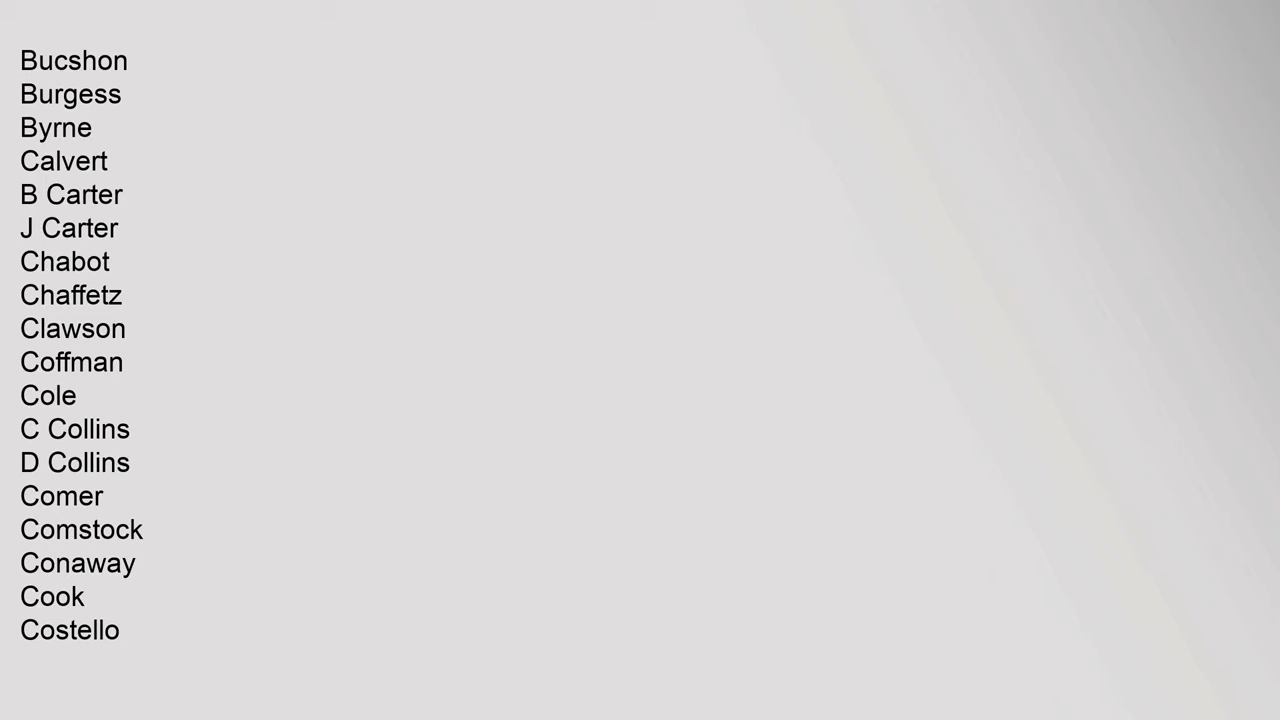 Bucshon
Burgess
Byrne
Calvert
B Carter
J Carter
Chabot
Chaffetz
Clawson
Coffman
Cole
C Collins
D Collins
Comer
Comstock
Conaway
Cook
Costello